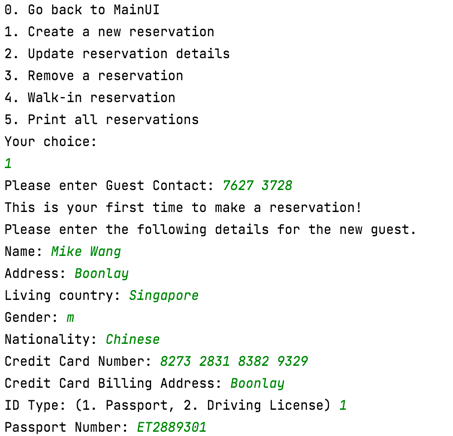 0. Go back to MainUI
1. Create a new reservation
2. Update reservation details
3. Remove a reservation
4. Walk-in reservation
5. Print all reservations
Your choice:
1
Please enter Guest Contact: 7627 3728
This is your first time to make a reservation!
Please enter the following details for the new guest.
Name: Mike Wang
Address: Boonlay
Living country: Singapore
Gender: m
Nationality: Chinese
Credit Card Number: 8273 2831 8382 9329
Credit Card Billing Address: Boonlay
ID Type: (1. Passport, 2. Driving License) 1
Passport Number: ET2889301